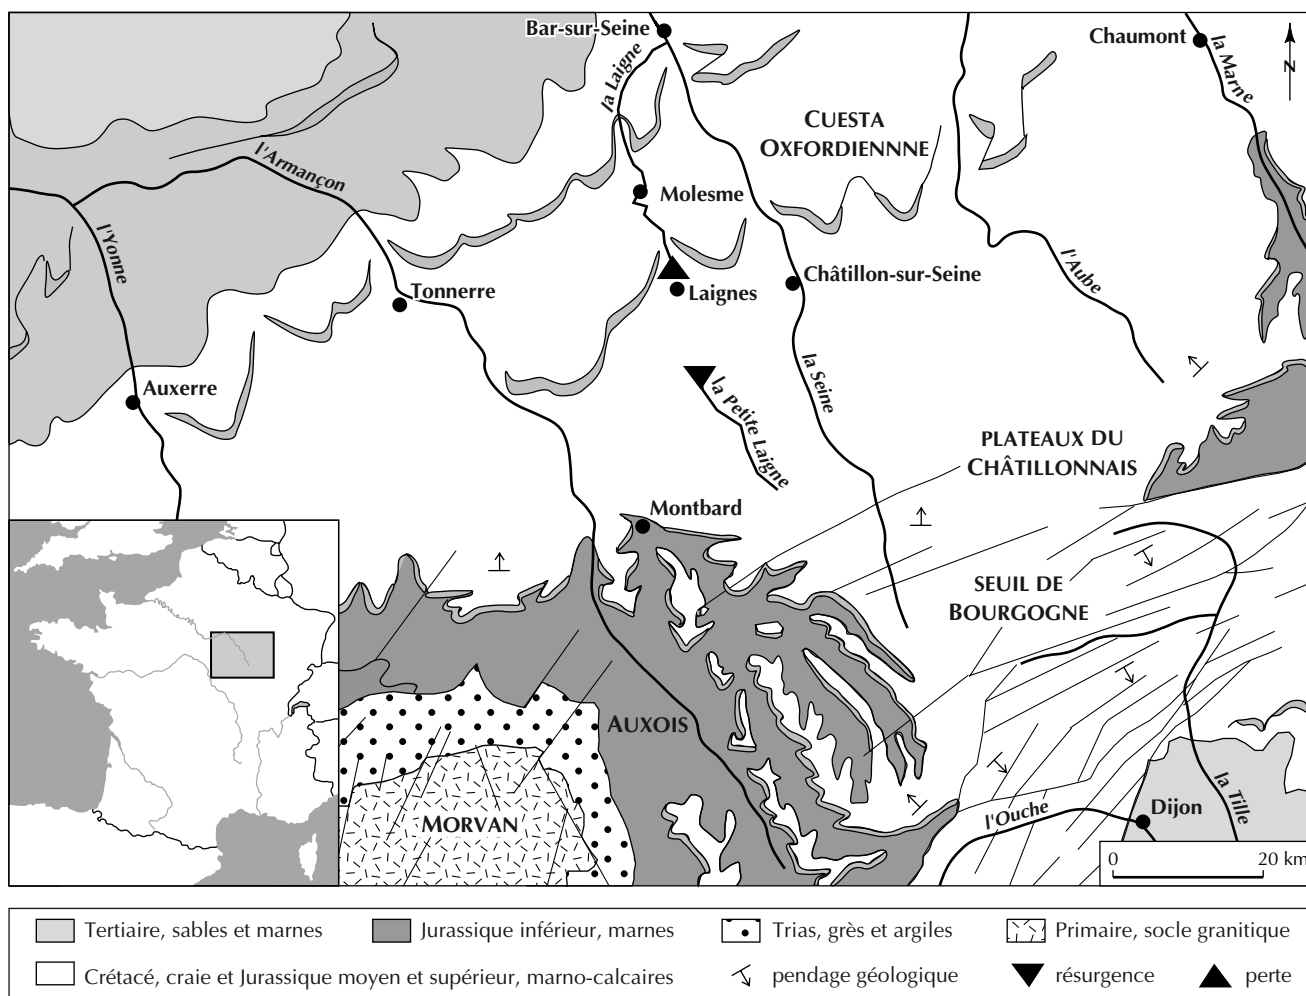 Bar-sur-Seine
Chaumont
la Marne
N
la Laigne
CUESTA
OXFORDIENNNE
l'Armançon
Molesme
l'Yonne
l'Aube
Tonnerre
Laignes
Châtillon-sur-Seine
Auxerre
la Seine
la Petite Laigne
PLATEAUX DU
CHÂTILLONNAIS
Montbard
SEUIL DE
BOURGOGNE
AUXOIS
MORVAN
l'Ouche
Dijon
la Tille
0 20 km
Tertiaire, sables et marnes
Jurassique inférieur, marnes
Trias, grès et argiles
Primaire, socle granitique
Crétacé, craie et Jurassique moyen et supérieur, marno-calcaires
pendage géologique
résurgence
perte